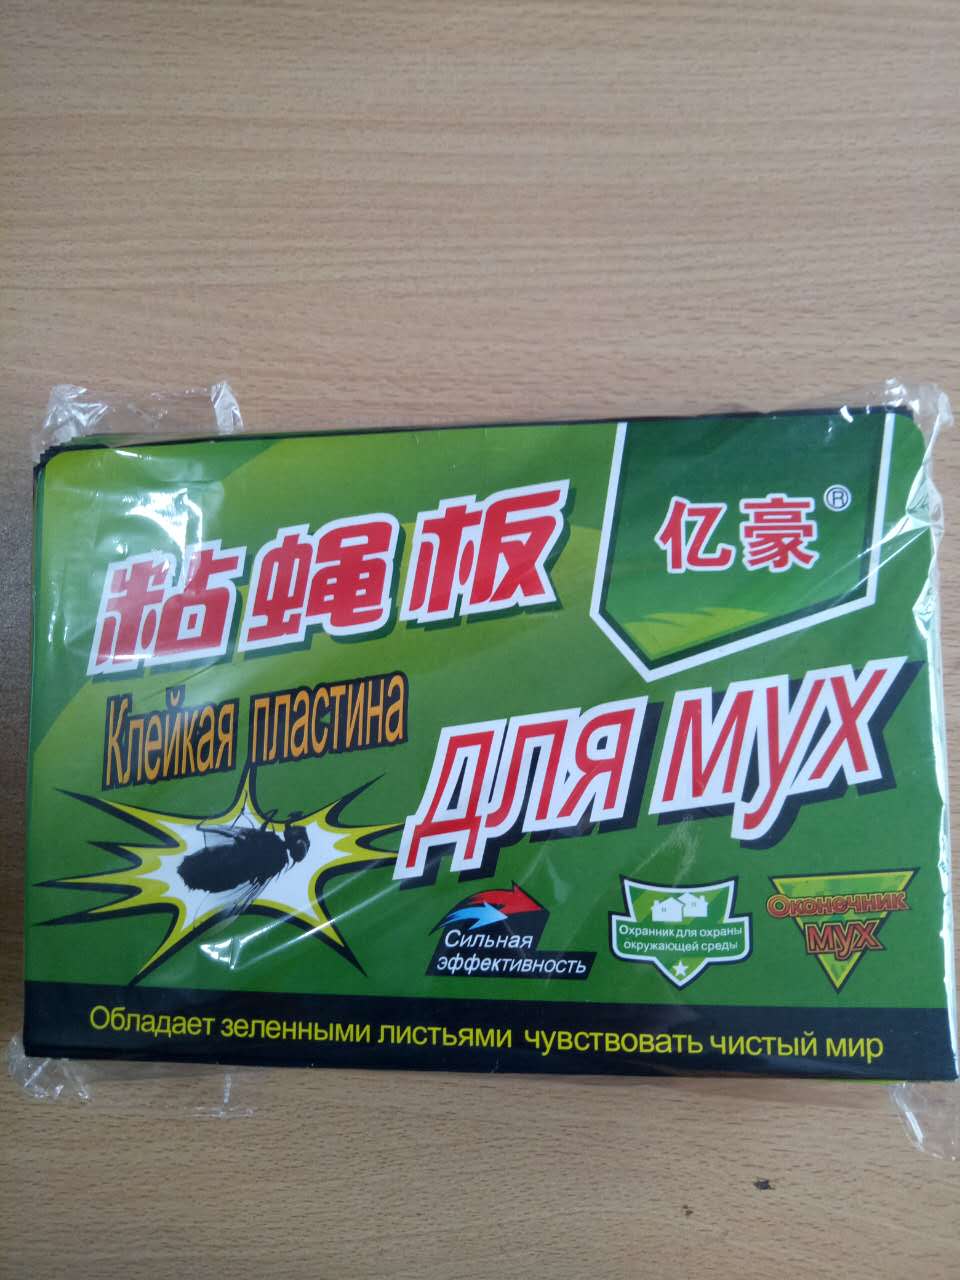 粘蝇板
亿豪®
Клейкая пластина
для мух
Сильная
эффективность
Охранник для охраны
окружающей среды
Оконечник
мух
Обладает зеленными листьями чувствовать чистый мир